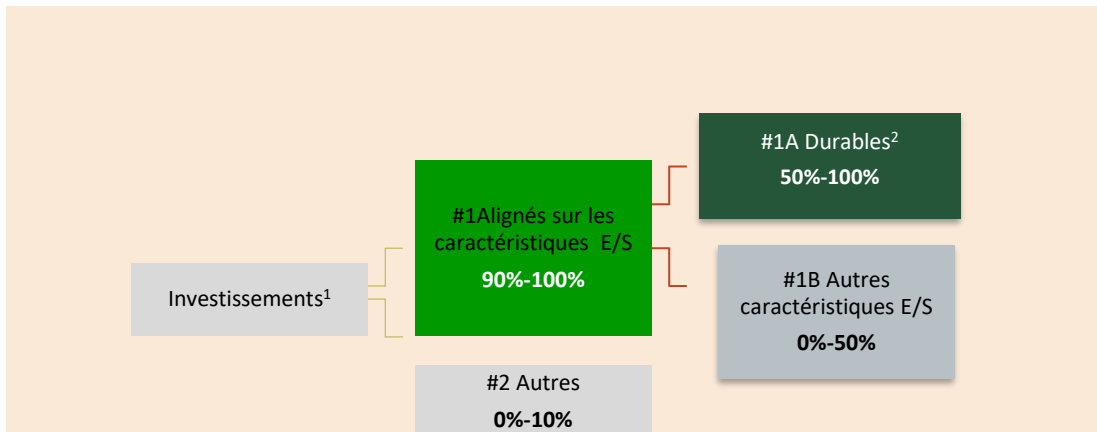 Investissements¹
#1Alignés sur les
caractéristiques E/S
90%-100%
#2 Autres
0%-10%
#1A Durables²
50%-100%
#1B Autres
caractéristiques E/S
0%-50%